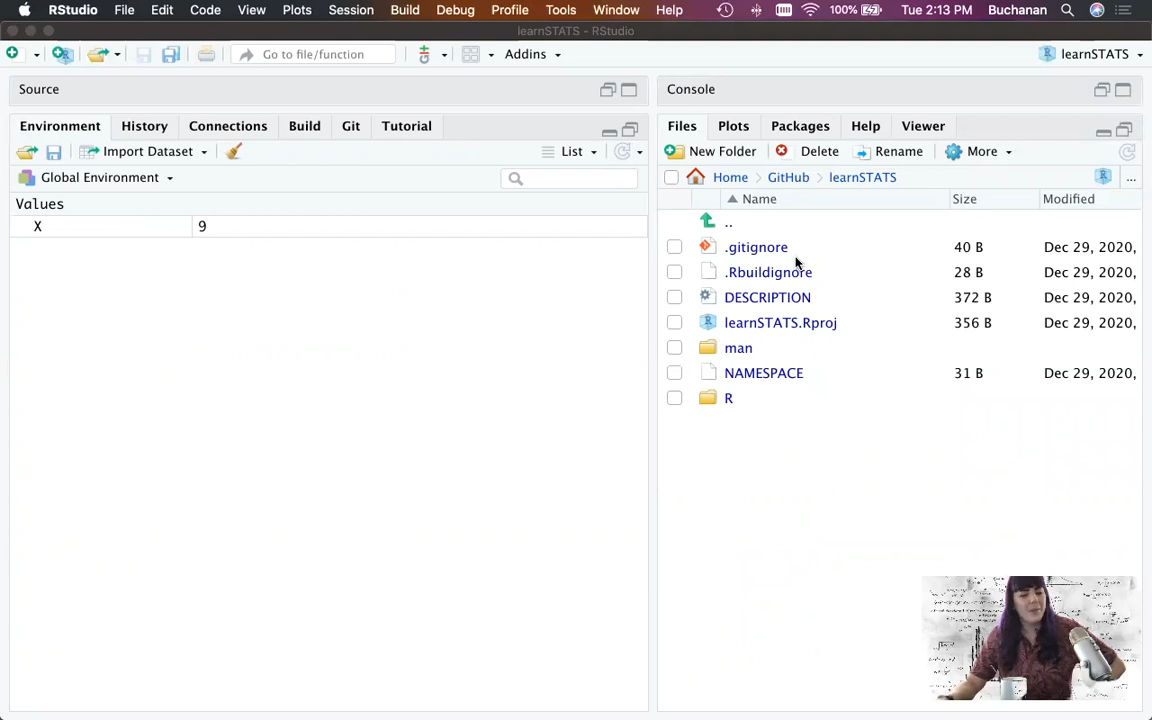 RStudio File Edit Code View Plots Session Build Debug Profile Tools Window Help 100% Tue 2:13 PM Buchanan
learnSTATS - RStudio
Go to file/function Addins learnSTATS
Source Console
Environment History Connections Build Git Tutorial
Files Plots Packages Help Viewer
Import Dataset List
New Folder Delete Rename More
Global Environment
Home GitHub learnSTATS ...
Values
X 9
Name Size Modified
..
.gitignore 40 B Dec 29, 2020,
.Rbuildignore 28 B Dec 29, 2020,
DESCRIPTION 372 B Dec 29, 2020,
learnSTATS.Rproj 356 B Dec 29, 2020,
man
NAMESPACE 31 B Dec 29, 2020,
R